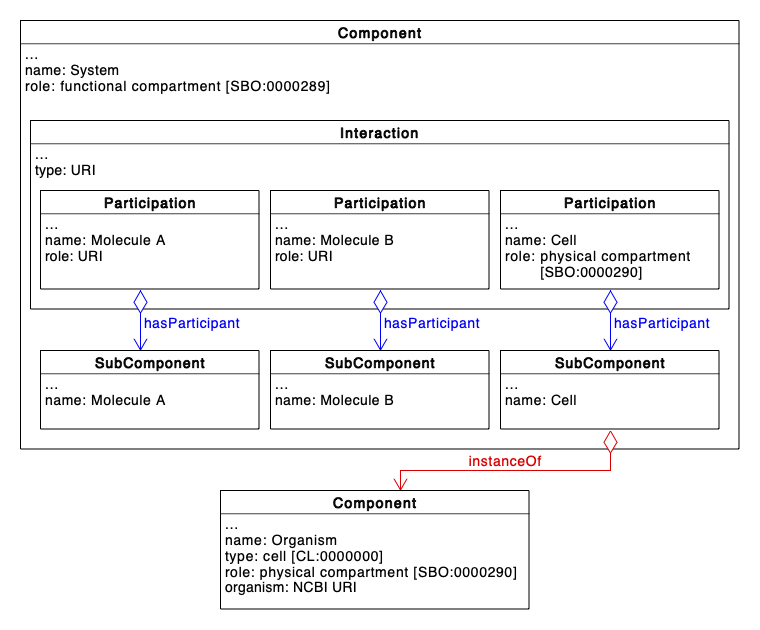 Component
...
name: System
role: functional compartment [SBO:0000289]
Interaction
...
type: URI
Participation
...
name: Molecule A
role: URI
Participation
...
name: Molecule B
role: URI
Participation
...
name: Cell
role: physical compartment
[SBO:0000290]
hasParticipant
hasParticipant
hasParticipant
SubComponent
...
name: Molecule A
SubComponent
...
name: Molecule B
SubComponent
...
name: Cell
instanceOf
Component
...
name: Organism
type: cell [CL:0000000]
role: physical compartment [SBO:0000290]
organism: NCBI URI